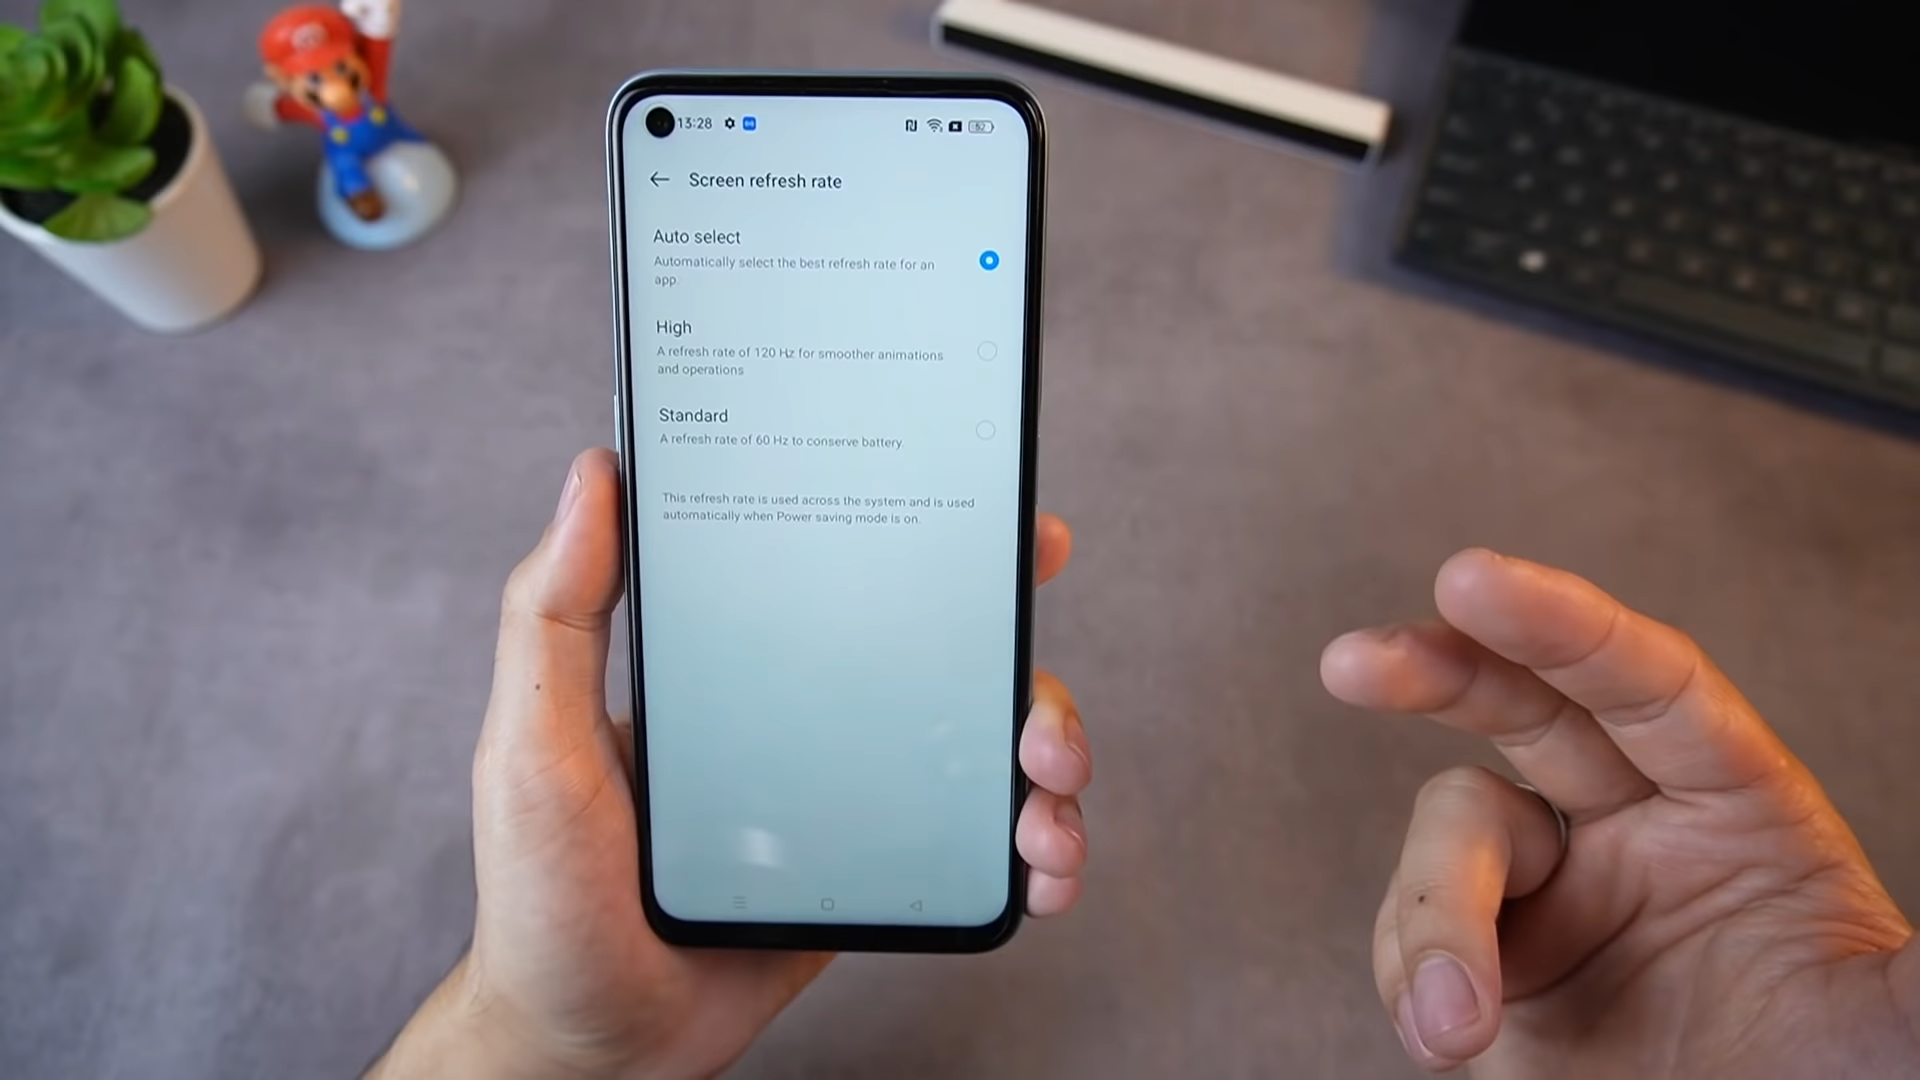 13:28
52
Screen refresh rate
Auto select
Automatically select the best refresh rate for an
app.
High
A refresh rate of 120 Hz for smoother animations
and operations
Standard
A refresh rate of 60 Hz to conserve battery.
This refresh rate is used across the system and is used
automatically when Power saving mode is on.